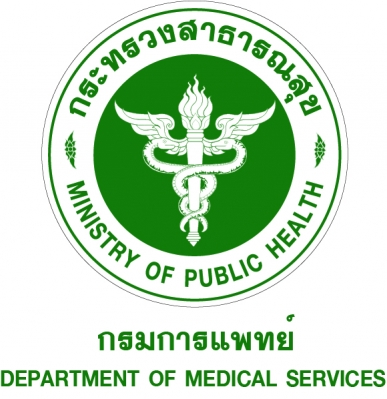 กระทรวงสาธารณสุข
MINISTRY OF PUBLIC HEALTH
กรมการแพทย์
DEPARTMENT OF MEDICAL SERVICES